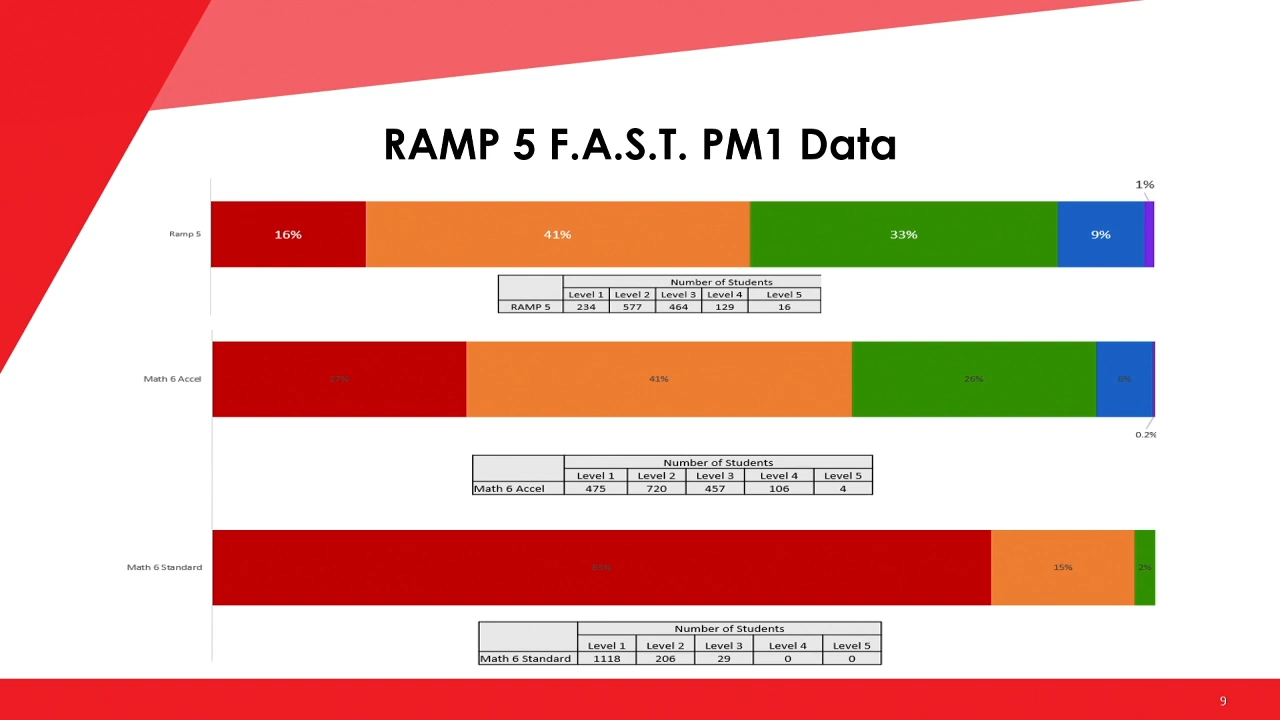 RAMP 5 F.A.S.T. PM1 Data
1%
Ramp 5 16% 41% 33% 9%
Number of Students
Level 1 Level 2 Level 3 Level 4 Level 5
RAMP 5 234 577 464 129 16
Math 6 Accel 27% 41% 26% 6%
0.2%
Number of Students
Level 1 Level 2 Level 3 Level 4 Level 5
Math 6 Accel 475 720 457 106 4
Math 6 Standard 83% 15% 2%
Number of Students
Level 1 Level 2 Level 3 Level 4 Level 5
Math 6 Standard 1118 206 29 0 0
9